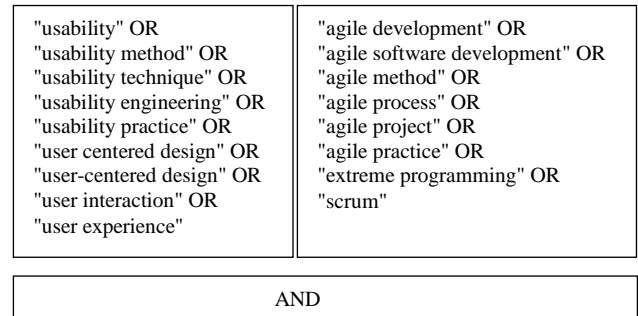 "usability" OR
"usability method" OR
"usability technique" OR
"usability engineering" OR
"usability practice" OR
"user centered design" OR
"user-centered design" OR
"user interaction" OR
"user experience"
"agile development" OR
"agile software development" OR
"agile method" OR
"agile process" OR
"agile project" OR
"agile practice" OR
"extreme programming" OR
"scrum"
AND